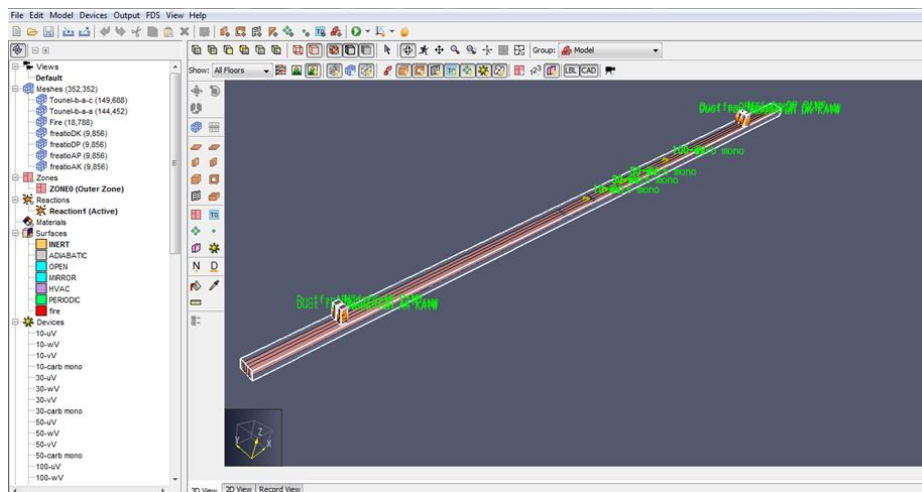 File Edit Model Devices Output FDS View Help
Group: Model
Show: All Floors
LBL CAD
Views
Default
Meshes (352,352)
Tounel-b-a-c (149,688)
Tounel-b-a-a (144,452)
Fire (18,788)
freatioDK (9,856)
freatioDP (9,856)
freatioAP (9,856)
freatioAK (9,856)
Zones
ZONE0 (Outer Zone)
Reactions
Reaction1 (Active)
Materials
Surfaces
INERT
ADIABATIC
OPEN
MIRROR
HVAC
PERIODIC
fire
Devices
10-uV
10-wV
10-vV
10-carb mono
30-uV
30-wV
30-vV
30-carb mono
50-uV
50-wV
50-vV
50-carb mono
100-uV
100-wV
mono
mono
mono
mono
Z
Y
X
3D View 2D View Record View